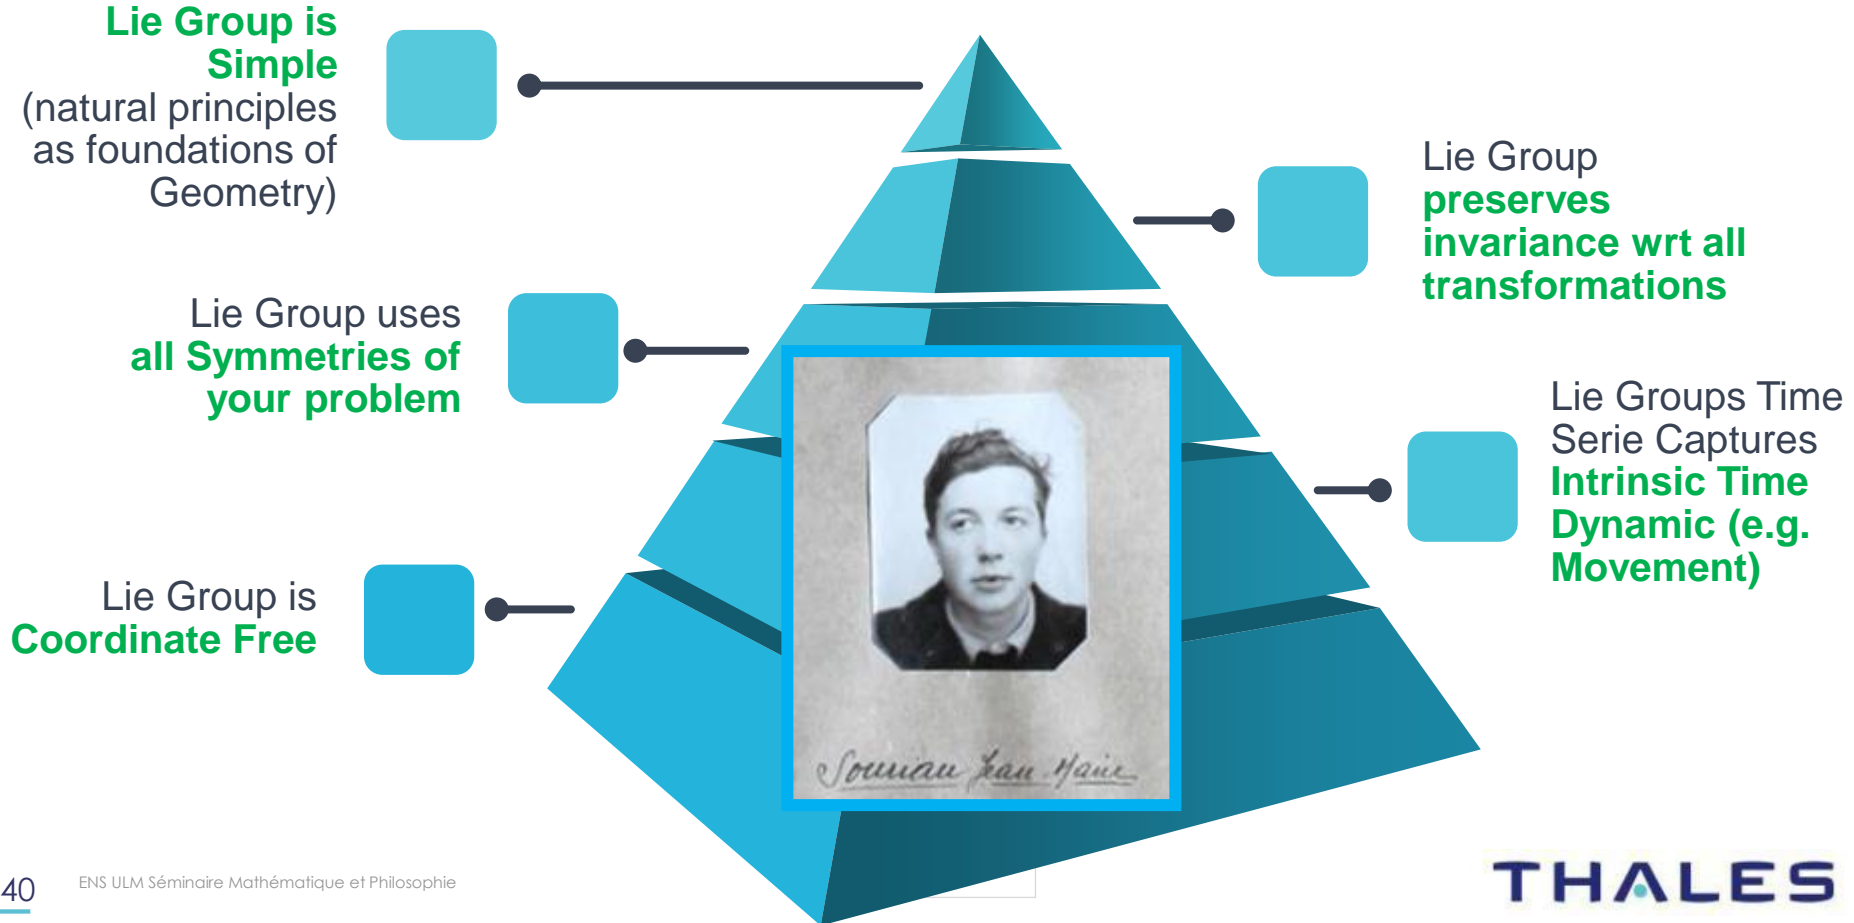 Lie Group is
Simple
(natural principles
as foundations of
Geometry)
Lie Group
preserves
invariance wrt all
transformations
Lie Group uses
all Symmetries of
your problem
Lie Groups Time
Serie Captures
Intrinsic Time
Dynamic (e.g.
Movement)
Lie Group is
Coordinate Free
Souriau Jean-Marie
40
ENS ULM Séminaire Mathématique et Philosophie
THALES